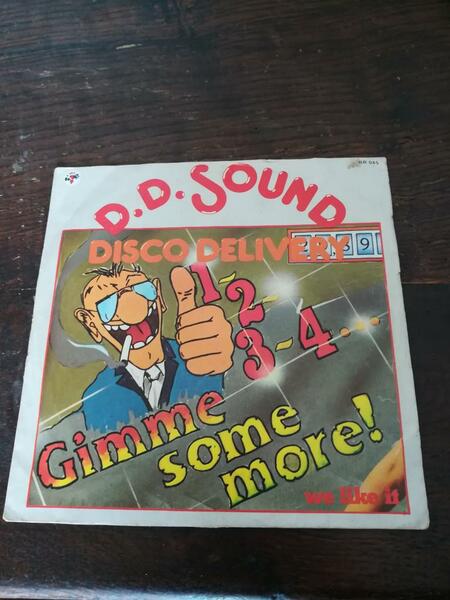 D.D. SOUND
DISCO DELIVERY
1-
2-
3-4...
Gimme
some
more!
we like it